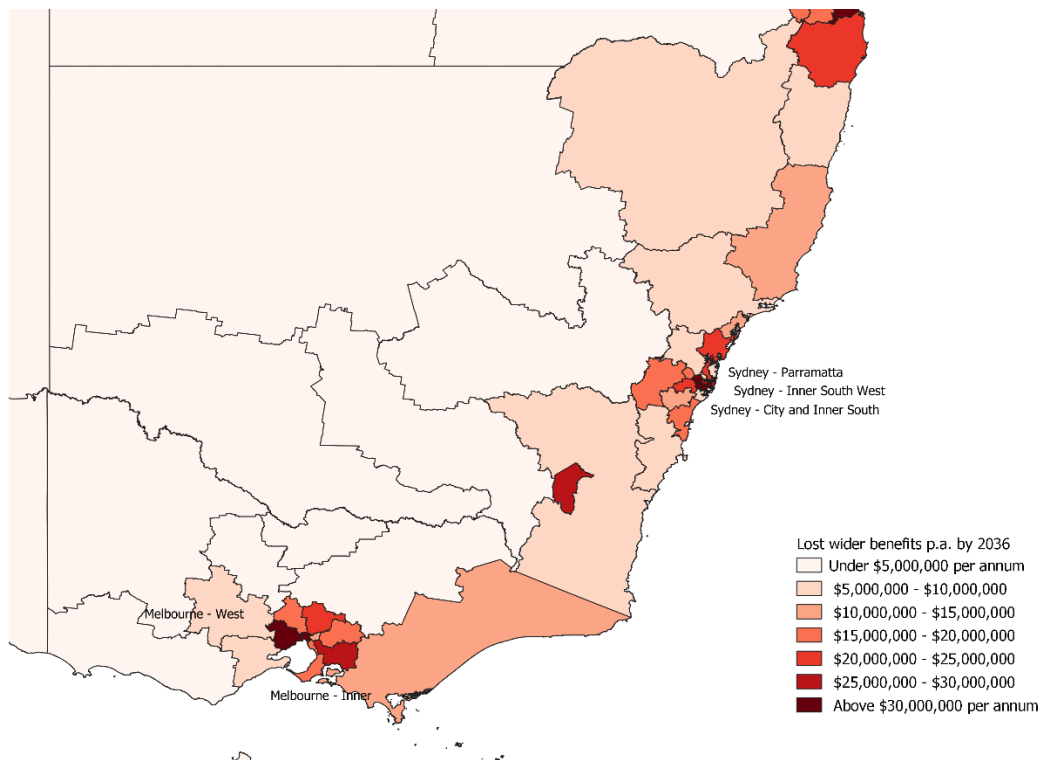 Sydney - Parramatta
Sydney - Inner South West
Sydney - City and Inner South
Melbourne - West
Melbourne - Inner
Lost wider benefits p.a. by 2036
Under $5,000,000 per annum
$5,000,000 - $10,000,000
$10,000,000 - $15,000,000
$15,000,000 - $20,000,000
$20,000,000 - $25,000,000
$25,000,000 - $30,000,000
Above $30,000,000 per annum